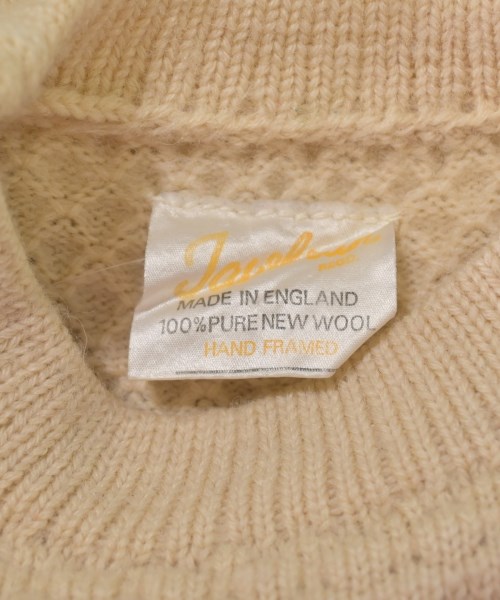 MADE IN ENGLAND
100% PURE NEW WOOL
HAND FRAMED